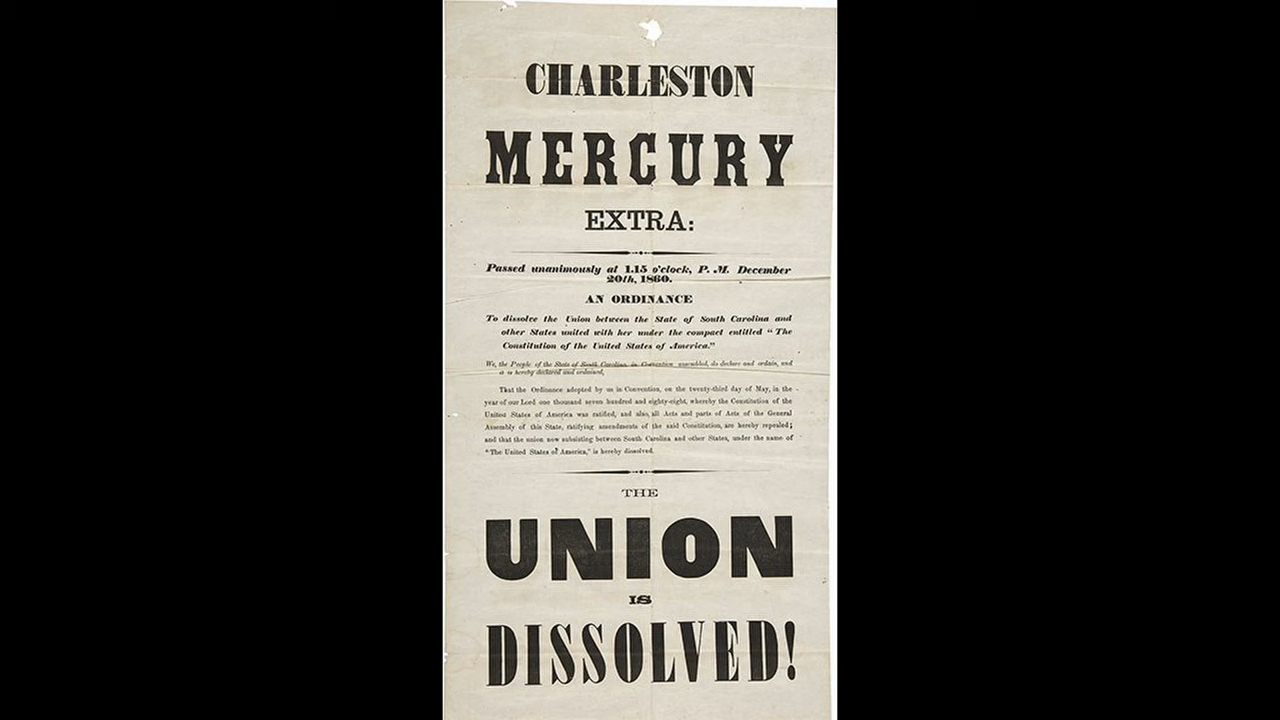 CHARLESTON
MERCURY
EXTRA:
Passed unanimously at 1.15 o'clock, P. M. December
20th, 1860.
AN ORDINANCE
To dissolve the Union between the State of South Carolina and
other States united with her under the compact entitled "The
Constitution of the United States of America."
We, the People of the State of South Carolina, in Convention assembled, do declare and ordain, and
it is hereby declared and ordained,
That the Ordinance adopted by us in Convention, on the twenty-third day of May, in the
year of our Lord one thousand seven hundred and eighty-eight, whereby the Constitution of the
United States of America was ratified, and also, all Acts and parts of Acts of the General
Assembly of this State, ratifying amendments of the said Constitution, are hereby repealed;
and that the union now subsisting between South Carolina and other States, under the name of
"The United States of America," is hereby dissolved.
THE
UNION
IS
DISSOLVED!